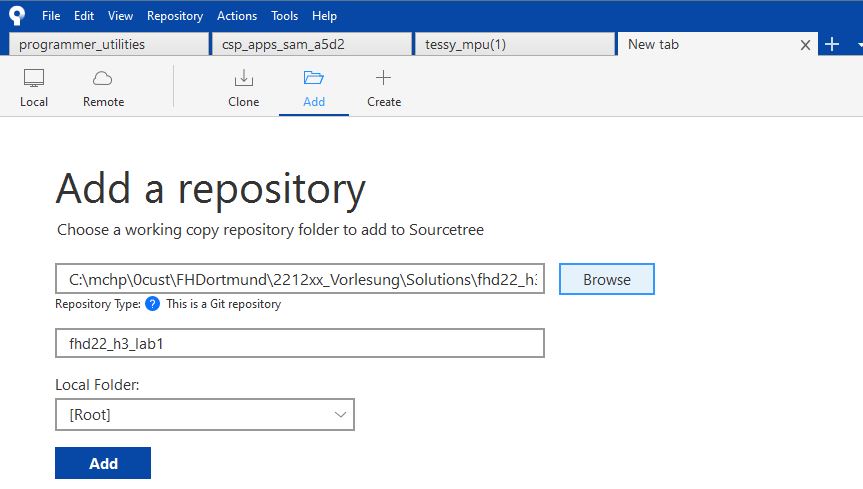 File Edit View Repository Actions Tools Help
programmer_utilities csp_apps_sam_a5d2 tessy_mpu(1) New tab
Local Remote Clone Add Create
Add a repository
Choose a working copy repository folder to add to Sourcetree
C:\mchp\0cust\FHDortmund\2212xx_Vorlesung\Solutions\fhd22_h3 Browse
Repository Type: ? This is a Git repository
fhd22_h3_lab1
Local Folder:
[Root]
Add